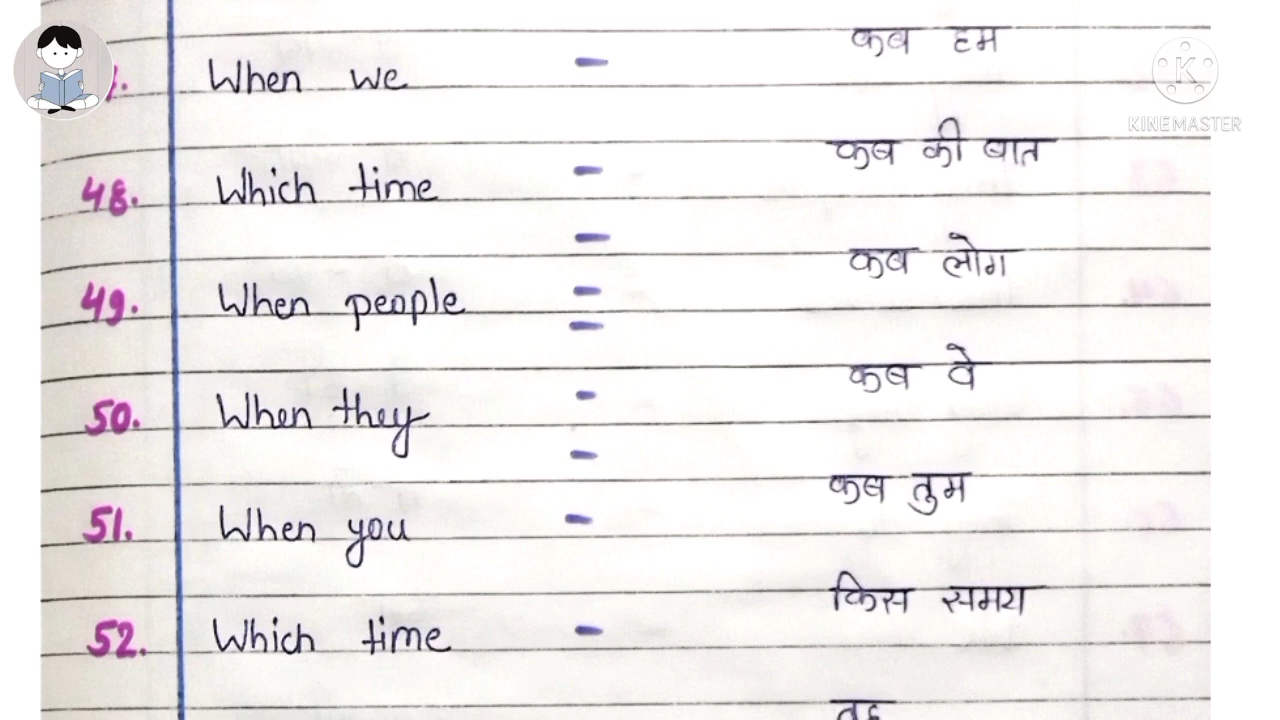 When we - कब हम
KINEMASTER
48. Which time - कब की बात
49. When people - कब लोग
50. When they - कब वे
51. When you - कब तुम
52. Which time - किस समय